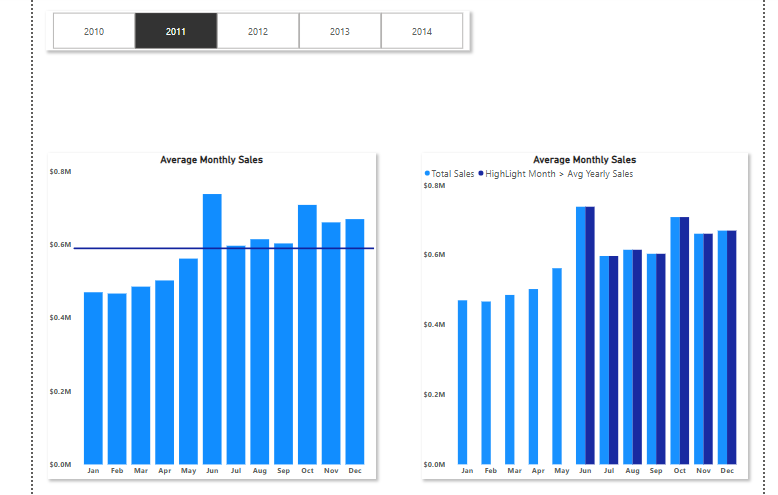 2010 2011 2012 2013 2014
Average Monthly Sales
$0.8M
$0.6M
$0.4M
$0.2M
$0.0M
Jan Feb Mar Apr May Jun Jul Aug Sep Oct Nov Dec
Average Monthly Sales
Total Sales HighLight Month > Avg Yearly Sales
$0.8M
$0.6M
$0.4M
$0.2M
$0.0M
Jan Feb Mar Apr May Jun Jul Aug Sep Oct Nov Dec